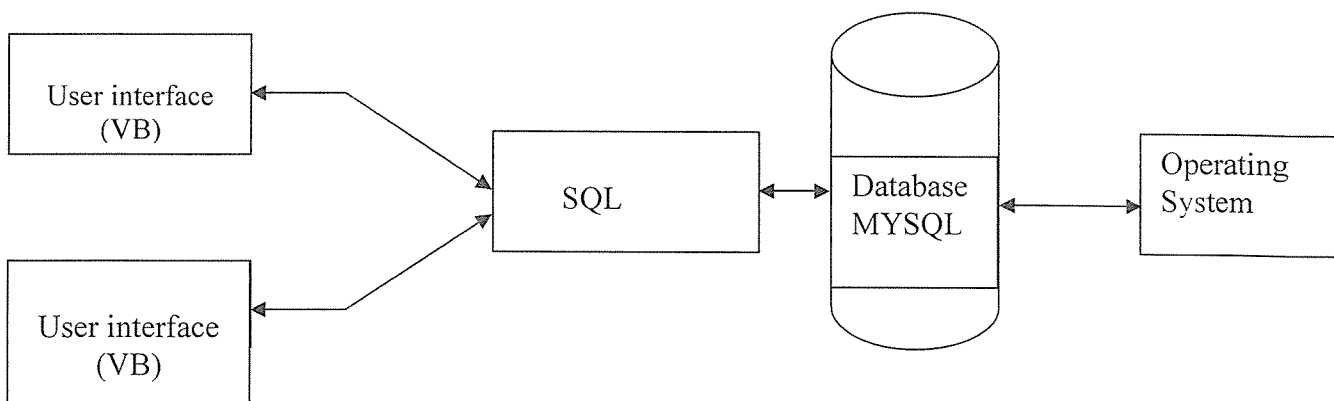 User interface
(VB)
User interface
(VB)
SQL
Database
MYSQL
Operating
System